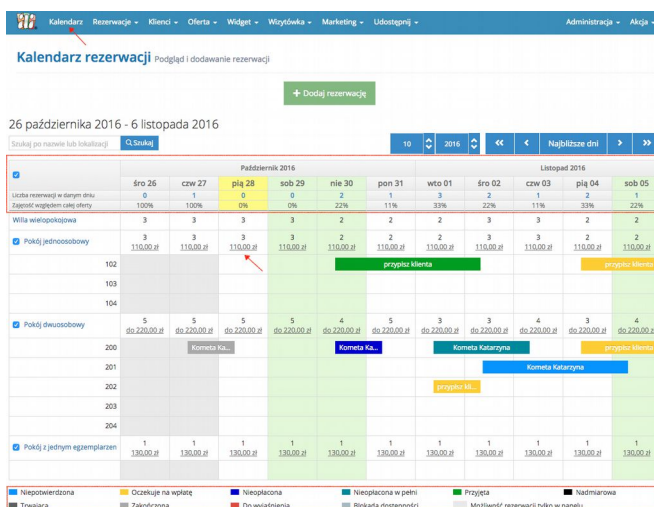 Kalendarz Rezerwacje Klienci Oferta Widget Wizytówka Marketing Udostępnij Administracja Akcja
Kalendarz rezerwacji Podgląd i dodawanie rezerwacji
+ Dodaj rezerwację
26 października 2016 - 6 listopada 2016
Szukaj po nazwie lub lokalizacji Szukaj 10 2016 « < Najbliższe dni > »
Październik 2016 Listopad 2016
śro 26 czw 27 pią 28 sob 29 nie 30 pon 31 wto 01 śro 02 czw 03 pią 04 sob 05
Liczba rezerwacji w danym dniu 0 1 0 0 2 1 3 2 1 2 1
Zajętość względem całej oferty 100% 100% 0% 0% 22% 11% 33% 22% 11% 33% 22%
Willa wielopokojowa 3 3 3 3 2 2 2 3 3 2 2
Pokój jednoosobowy 3 3 3 3 2 2 2 3 3 2 2
110,00 zł 110,00 zł 110,00 zł 110,00 zł 110,00 zł 110,00 zł 110,00 zł 110,00 zł 110,00 zł 110,00 zł 110,00 zł
102 przypisz klienta przypisz klienta
103
104
Pokój dwuosobowy 5 5 5 5 4 5 3 3 4 3 4
do 220,00 zł do 220,00 zł do 220,00 zł do 220,00 zł do 220,00 zł do 220,00 zł do 220,00 zł do 220,00 zł do 220,00 zł do 220,00 zł do 220,00 zł
200 Kometa Ka... Kometa Ka... Kometa Katarzyna przypisz klienta
201 Kometa Katarzyna
202 przypisz kli...
203
204
Pokój z jednym egzemplarzen 1 1 1 1 1 1 1 1 1 1 1
130,00 zł 130,00 zł 130,00 zł 130,00 zł 130,00 zł 130,00 zł 130,00 zł 130,00 zł 130,00 zł 130,00 zł 130,00 zł
Niepotwierdzona Oczekuje na wpłatę Nieopłacona Nieopłacona w pełni Przyjęta Nadmiarowa
Trwająca Zakończona Do wyjaśnienia Blokada dostępności Możliwość rezerwacji tylko w panelu